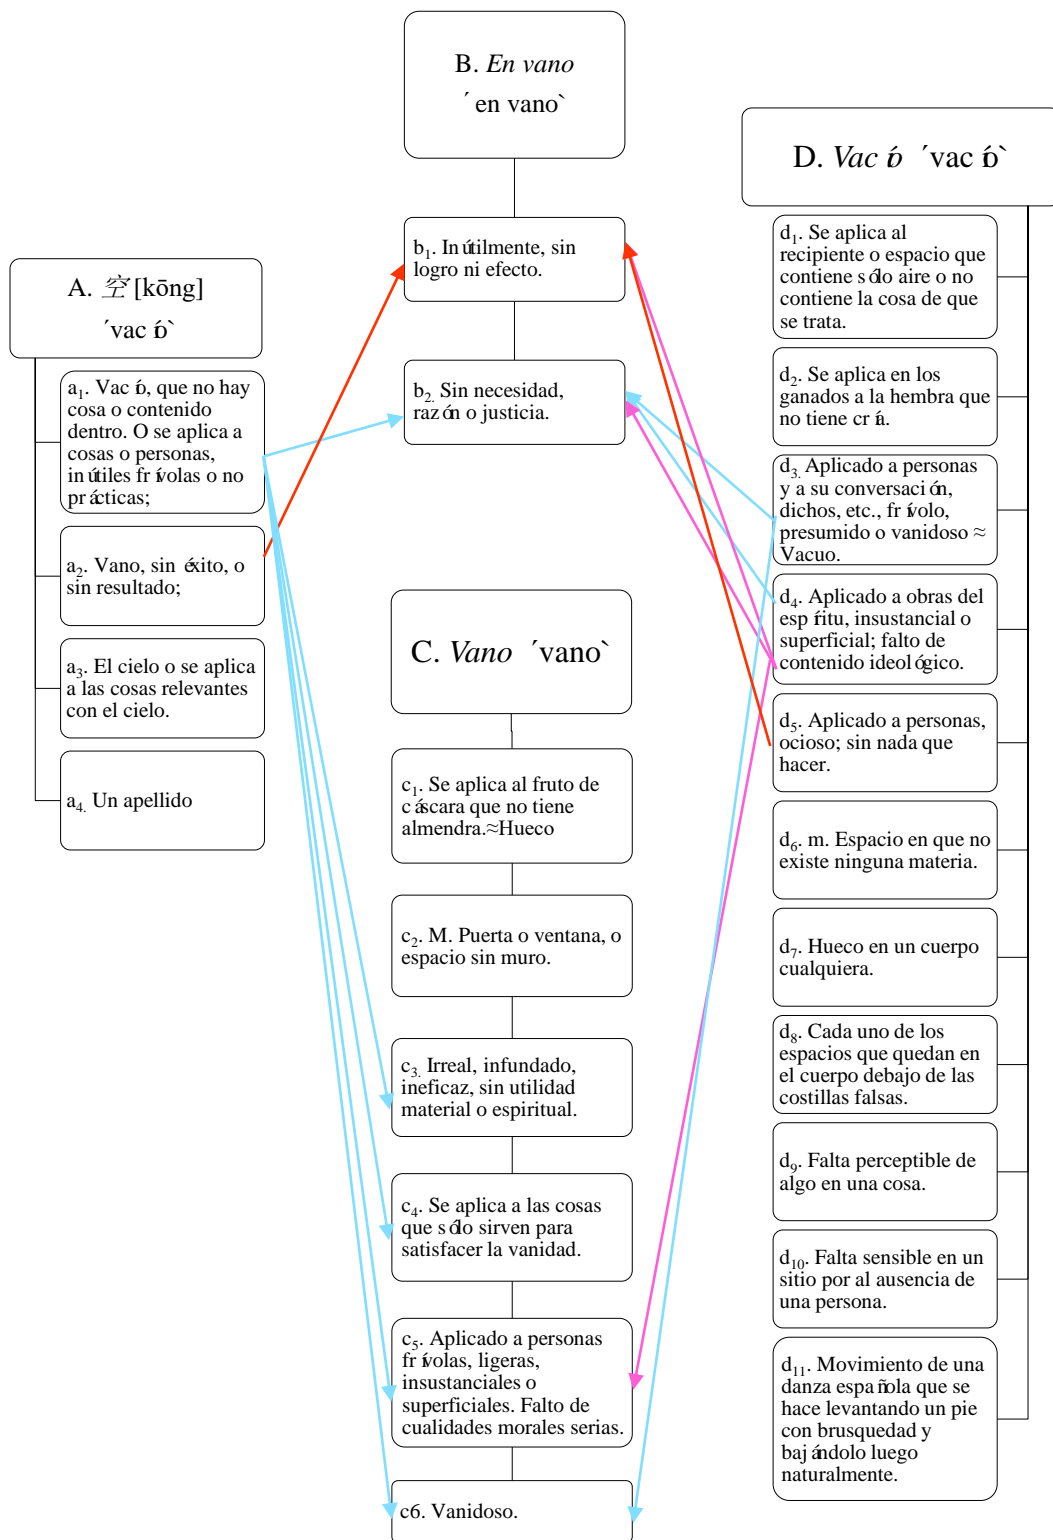 B. En vano
´en vano`
A. 空 [kōng]
´vacío`
a1. Vacío, que no hay
cosa o contenido
dentro. O se aplica a
cosas o personas,
inútiles frívolas o no
prácticas;
a2. Vano, sin éxito, o
sin resultado;
a3. El cielo o se aplica
a las cosas relevantes
con el cielo.
a4. Un apellido
b1. Inútilmente, sin
logro ni efecto.
b2. Sin necesidad,
razón o justicia.
C. Vano ´vano`
c1. Se aplica al fruto de
cáscara que no tiene
almendra.≈Hueco
c2. M. Puerta o ventana, o
espacio sin muro.
c3. Irreal, infundado,
ineficaz, sin utilidad
material o espiritual.
c4. Se aplica a las cosas
que sólo sirven para
satisfacer la vanidad.
c5. Aplicado a personas
frívolas, ligeras,
insustanciales o
superficiales. Falto de
cualidades morales serias.
c6. Vanidoso.
D. Vacío ´vacío`
d1. Se aplica al
recipiente o espacio que
contiene sólo aire o no
contiene la cosa de que
se trata.
d2. Se aplica en los
ganados a la hembra que
no tiene cría.
d3. Aplicado a personas
y a su conversación,
dichos, etc., frívolo,
presumido o vanidoso ≈
Vacuo.
d4. Aplicado a obras del
espíritu, insustancial o
superficial; falto de
contenido ideológico.
d5. Aplicado a personas,
ocioso; sin nada que
hacer.
d6. m. Espacio en que no
existe ninguna materia.
d7. Hueco en un cuerpo
cualquiera.
d8. Cada uno de los
espacios que quedan en
el cuerpo debajo de las
costillas falsas.
d9. Falta perceptible de
algo en una cosa.
d10. Falta sensible en un
sitio por al ausencia de
una persona.
d11. Movimiento de una
danza española que se
hace levantando un pie
con brusquedad y
bajándolo luego
naturalmente.